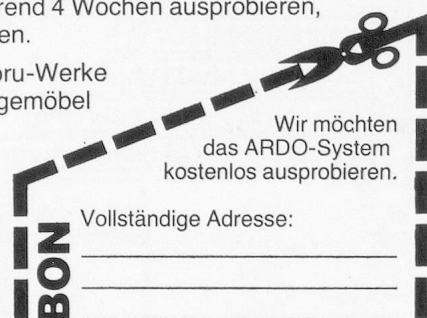 4 Wochen ausprobieren,
Wir möchten
das ARDO-System
kostenlos ausprobieren.
Vollständige Adresse:
BON